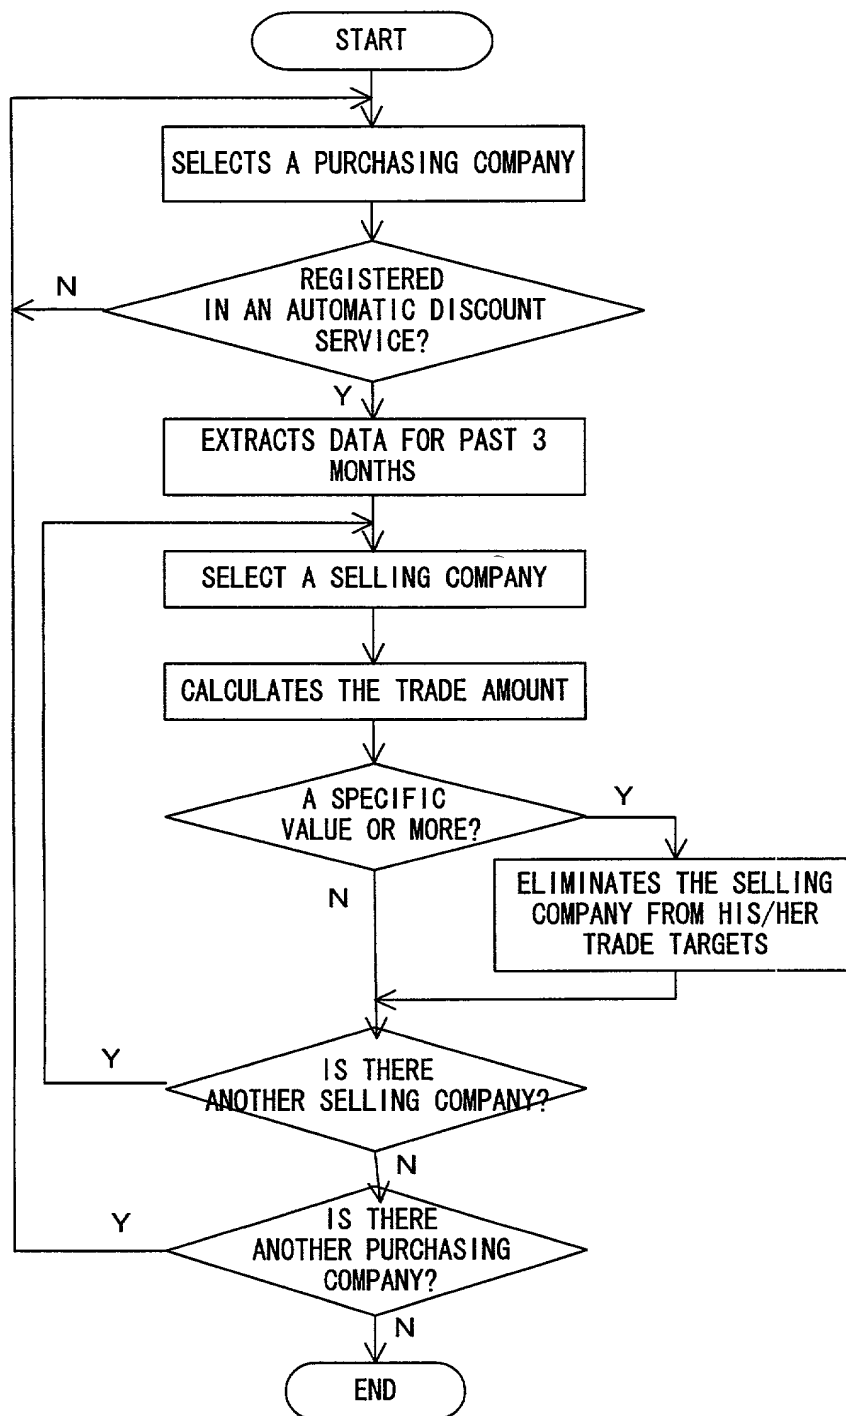 START
SELECTS A PURCHASING COMPANY
REGISTERED
IN AN AUTOMATIC DISCOUNT
SERVICE?
N
Y
EXTRACTS DATA FOR PAST 3
MONTHS
SELECT A SELLING COMPANY
CALCULATES THE TRADE AMOUNT
A SPECIFIC
VALUE OR MORE?
Y
N
ELIMINATES THE SELLING
COMPANY FROM HIS/HER
TRADE TARGETS
IS THERE
ANOTHER SELLING COMPANY?
Y
N
IS THERE
ANOTHER PURCHASING
COMPANY?
Y
N
END